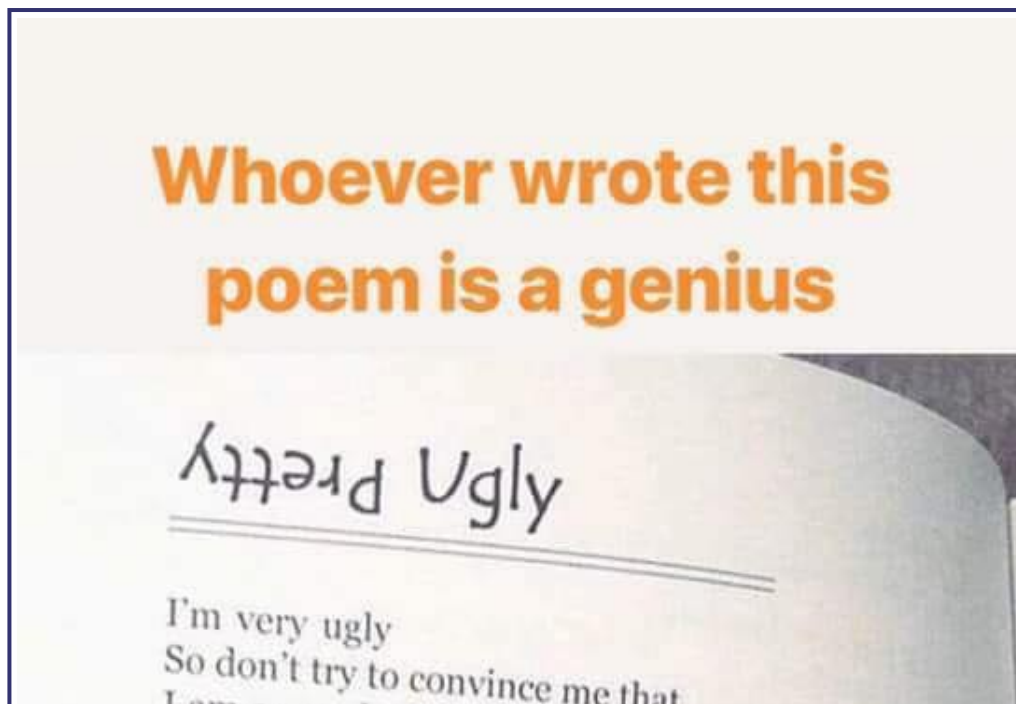 Whoever wrote this
poem is a genius
Pretty Ugly
I'm very ugly
So don't try to convince me that